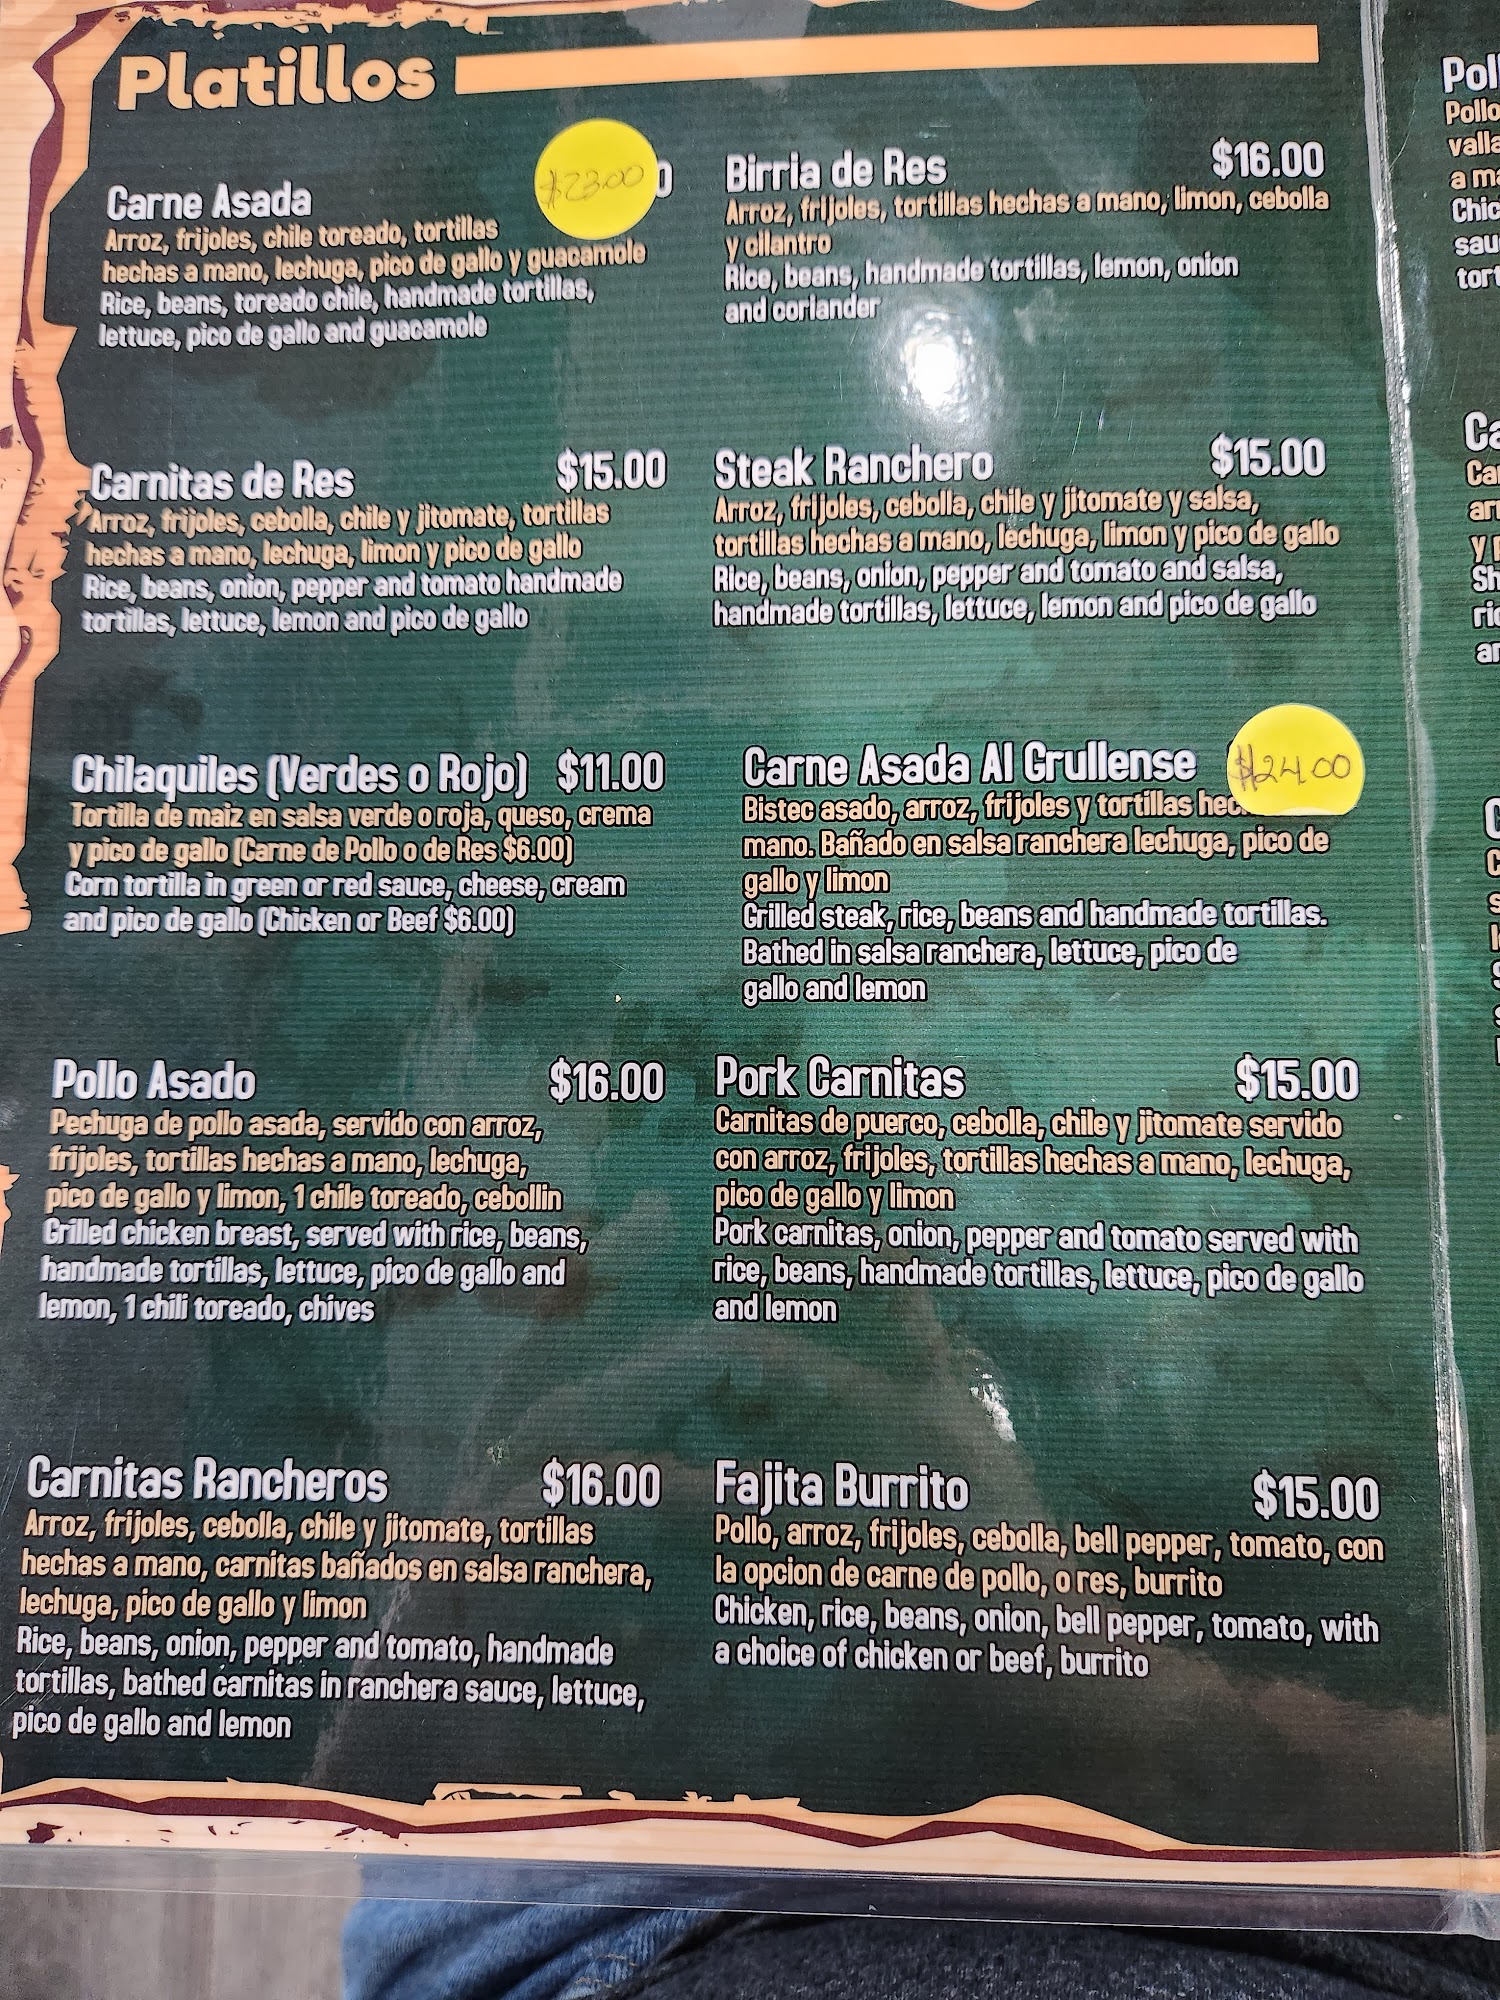 Platillos
Carne Asada $23.00
Arroz, frijoles, chile toreado, tortillas
hechas a mano, lechuga, pico de gallo y guacamole
Rice, beans, toreado chile, handmade tortillas,
lettuce, pico de gallo and guacamole
Carnitas de Res $15.00
Arroz, frijoles, cebolla, chile y jitomate, tortillas
hechas a mano, lechuga, limon y pico de gallo
Rice, beans, onion, pepper and tomato handmade
tortillas, lettuce, lemon and pico de gallo
Chilaquiles (Verdes o Rojo) $11.00
Tortilla de maiz en salsa verde o roja, queso, crema
y pico de gallo (Carne de Pollo o de Res $6.00)
Corn tortilla in green or red sauce, cheese, cream
and pico de gallo (Chicken or Beef $6.00)
Pollo Asado $16.00
Pechuga de pollo asada, servido con arroz,
frijoles, tortillas hechas a mano, lechuga,
pico de gallo y limon, 1 chile toreado, cebollin
Grilled chicken breast, served with rice, beans,
handmade tortillas, lettuce, pico de gallo and
lemon, 1 chili toreado, chives
Carnitas Rancheros $16.00
Arroz, frijoles, cebolla, chile y jitomate, tortillas
hechas a mano, carnitas bañados en salsa ranchera,
lechuga, pico de gallo y limon
Rice, beans, onion, pepper and tomato, handmade
tortillas, bathed carnitas in ranchera sauce, lettuce,
pico de gallo and lemon
Birria de Res $16.00
Arroz, frijoles, tortillas hechas a mano, limon, cebolla
y cilantro
Rice, beans, handmade tortillas, lemon, onion
and coriander
Steak Ranchero $15.00
Arroz, frijoles, cebolla, chile y jitomate y salsa,
tortillas hechas a mano, lechuga, limon y pico de gallo
Rice, beans, onion, pepper and tomato and salsa,
handmade tortillas, lettuce, lemon and pico de gallo
Carne Asada Al Grullense $24.00
Bistec asado, arroz, frijoles y tortillas
mano. Bañado en salsa ranchera lechuga, pico de
gallo y limon
Grilled steak, rice, beans and handmade tortillas.
Bathed in salsa ranchera, lettuce, pico de
gallo and lemon
Pork Carnitas $15.00
Carnitas de puerco, cebolla, chile y jitomate servido
con arroz, frijoles, tortillas hechas a mano, lechuga,
pico de gallo y limon
Pork carnitas, onion, pepper and tomato served with
rice, beans, handmade tortillas, lettuce, pico de gallo
and lemon
Fajita Burrito $15.00
Pollo, arroz, frijoles, cebolla, bell pepper, tomato, con
la opcion de carne de pollo, o res, burrito
Chicken, rice, beans, onion, bell pepper, tomato, with
a choice of chicken or beef, burrito